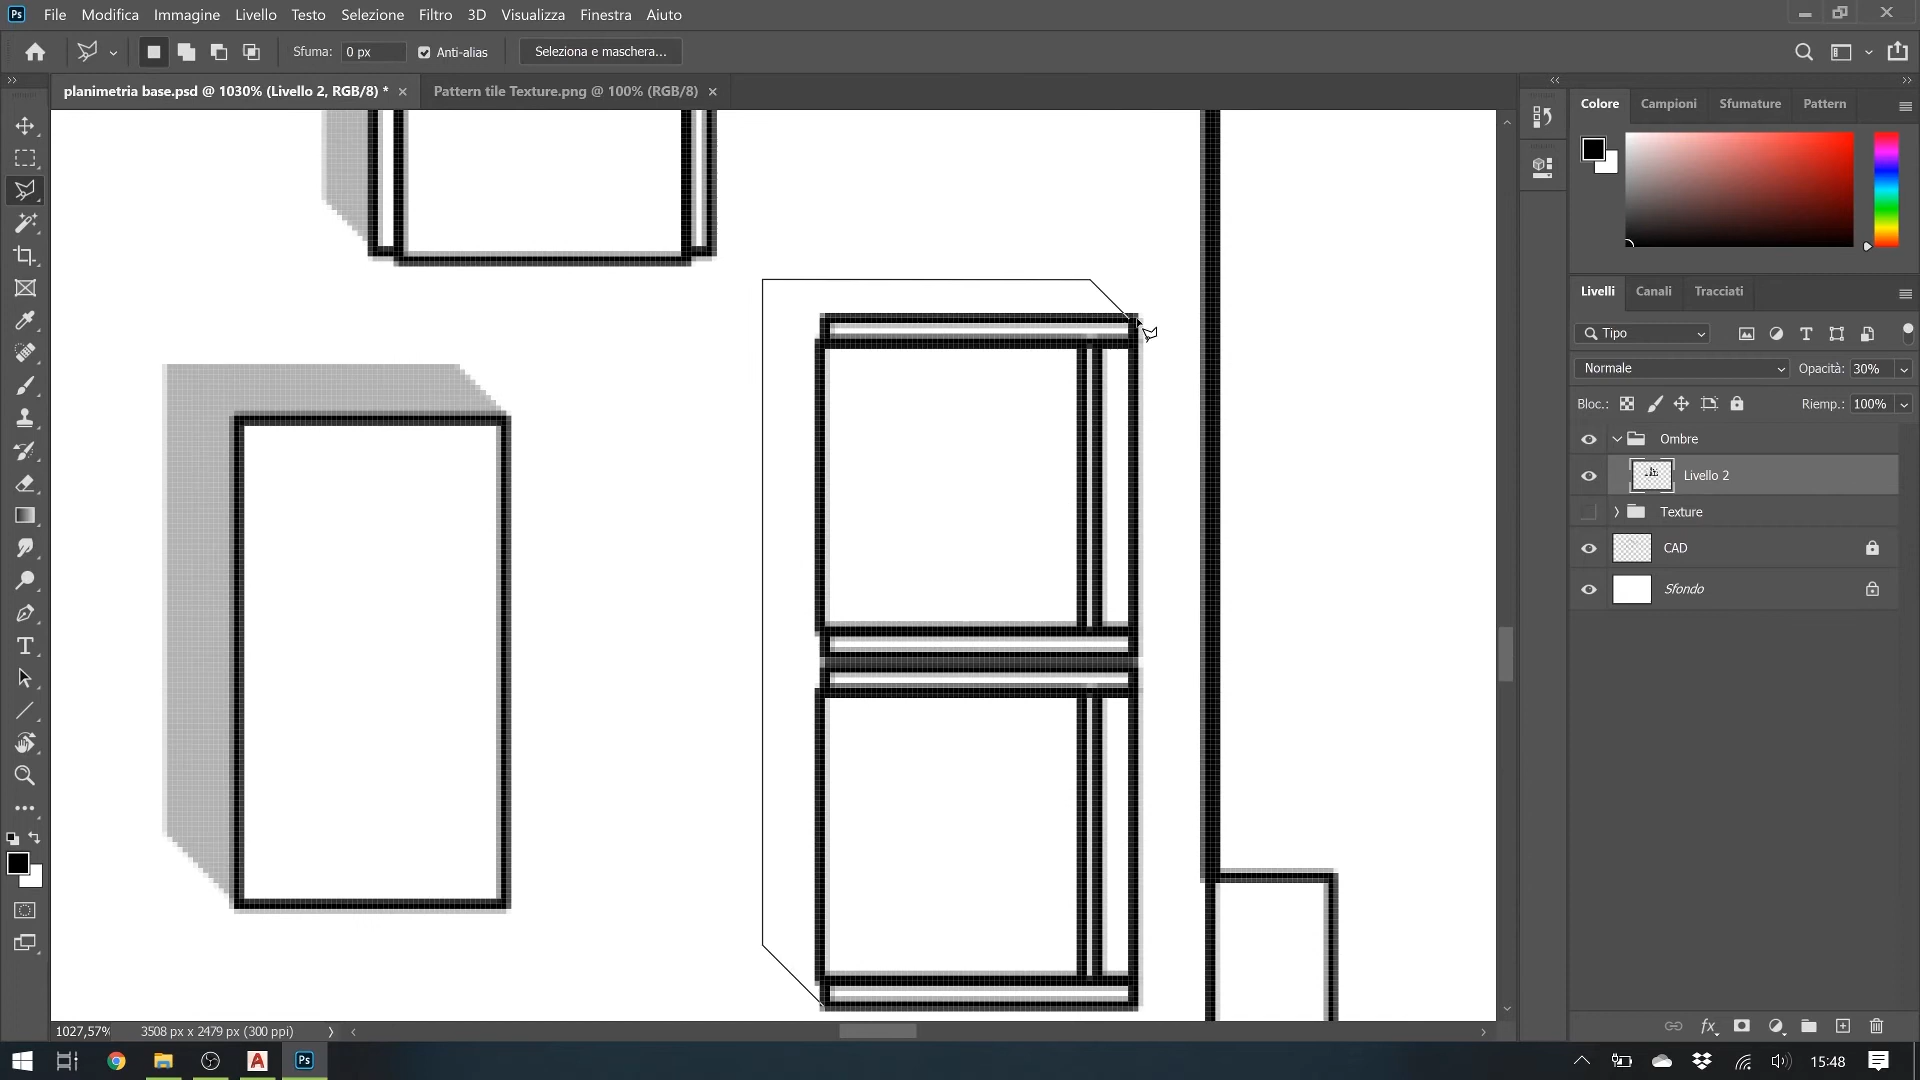 Ps File Modifica Immagine Livello Testo Selezione Filtro 3D Visualizza Finestra Aiuto
Sfuma: 0 px Anti-alias Seleziona e maschera...
planimetria base.psd @ 1030% (Livello 2, RGB/8) * Pattern tile Texture.png @ 100% (RGB/8)
Colore Campioni Sfumature Pattern
Livelli Canali Tracciati
Tipo
Normale Opacità: 30%
Bloc.: Riemp.: 100%
Ombre
Livello 2
Texture
CAD
Sfondo
1027,57% 3508 px x 2479 px (300 ppi)
Ps 15:48